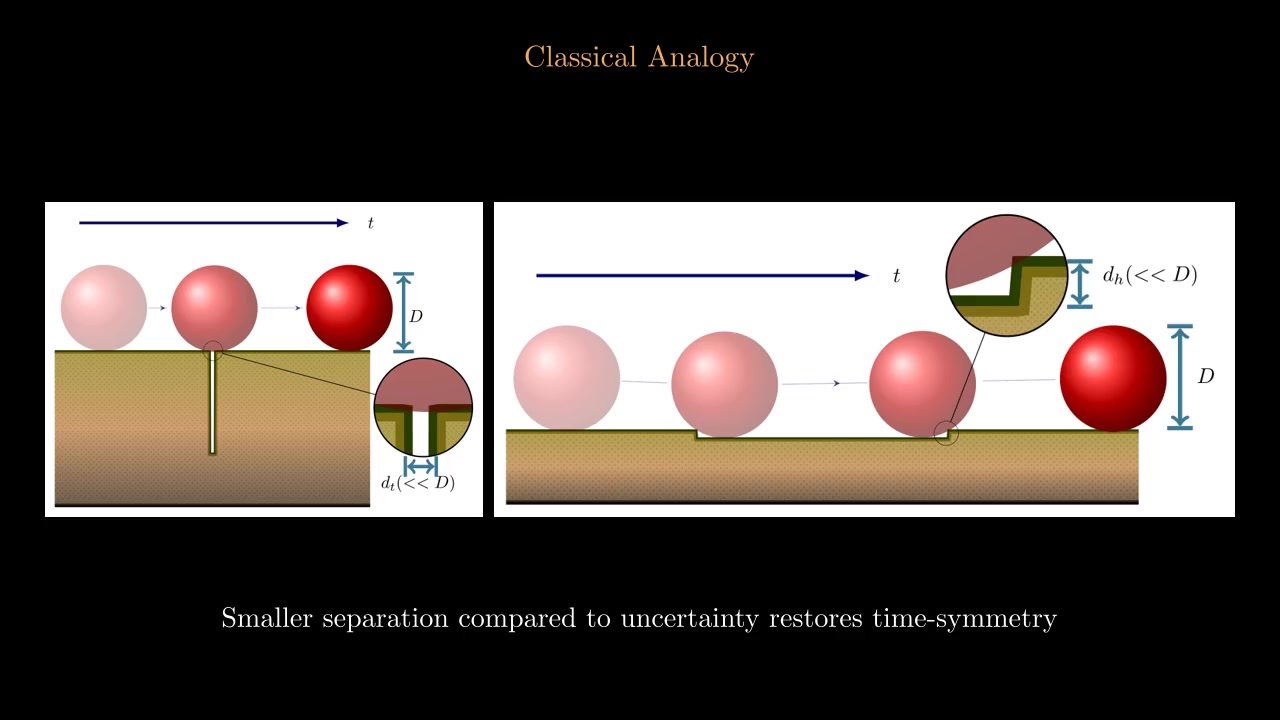 Classical Analogy
t
D
d_t(<< D)
t
d_h(<< D)
D
Smaller separation compared to uncertainty restores time-symmetry